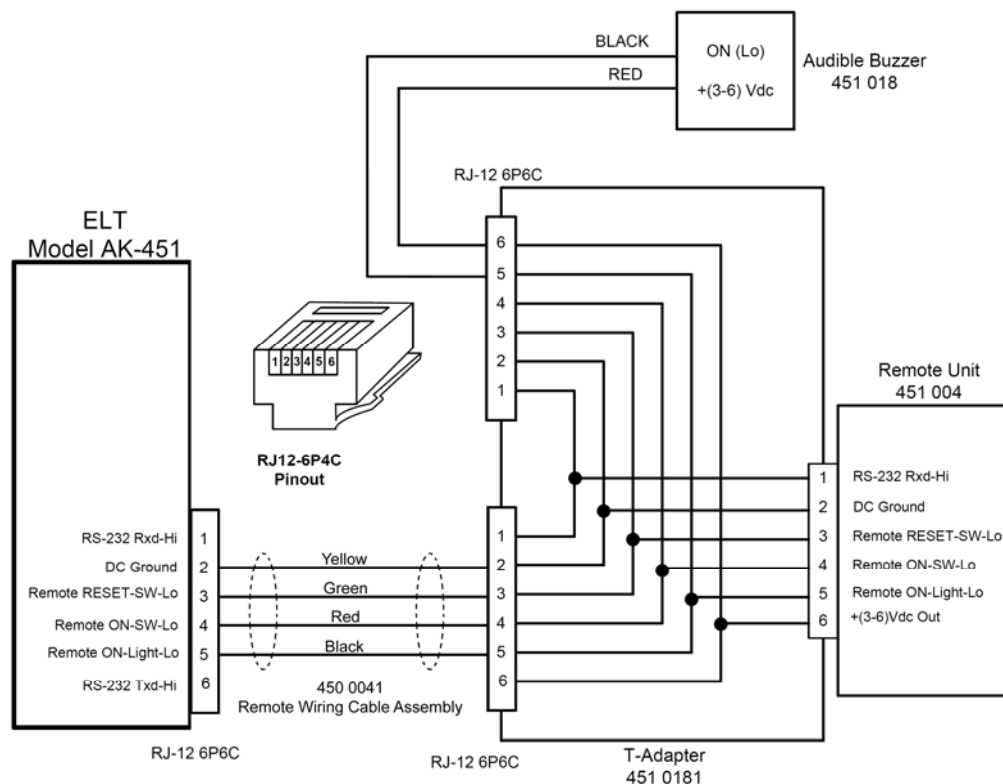 BLACK
RED
ON (Lo)
+(3-6) Vdc
Audible Buzzer
451 018
RJ-12 6P6C
6
5
4
3
2
1
ELT
Model AK-451
1 2 3 4 5 6
RJ12-6P4C
Pinout
RS-232 Rxd-Hi 1
DC Ground 2
Remote RESET-SW-Lo 3
Remote ON-SW-Lo 4
Remote ON-Light-Lo 5
RS-232 Txd-Hi 6
RJ-12 6P6C
Yellow
Green
Red
Black
450 0041
Remote Wiring Cable Assembly
1
2
3
4
5
6
RJ-12 6P6C
T-Adapter
451 0181
Remote Unit
451 004
1 RS-232 Rxd-Hi
2 DC Ground
3 Remote RESET-SW-Lo
4 Remote ON-SW-Lo
5 Remote ON-Light-Lo
6 +(3-6)Vdc Out